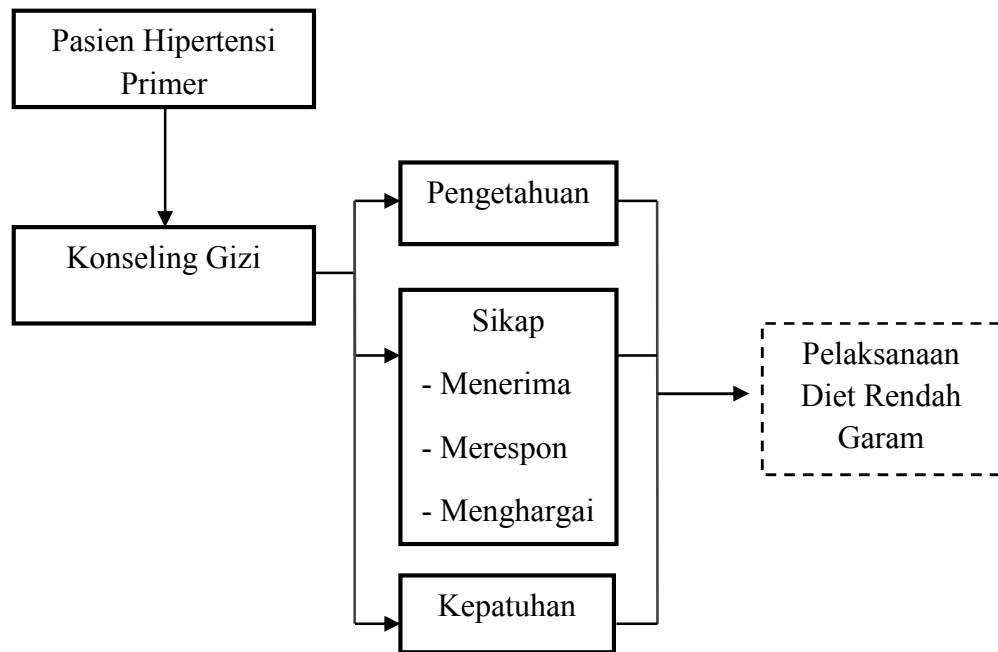 Pasien Hipertensi
Primer
Konseling Gizi
Pengetahuan
Sikap
- Menerima
- Merespon
- Menghargai
Kepatuhan
Pelaksanaan
Diet Rendah
Garam